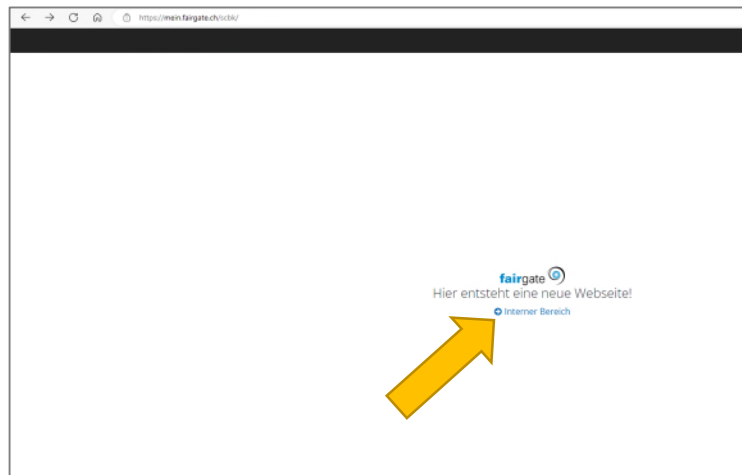 https://mein.fairgate.ch/scbk/
fairgate
Hier entsteht eine neue Webseite!
Interner Bereich